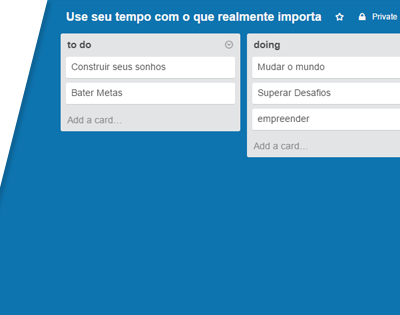 Use seu tempo com o que realmente importa Private
to do
Construir seus sonhos
Bater Metas
Add a card...
doing
Mudar o mundo
Superar Desafios
empreender
Add a card...